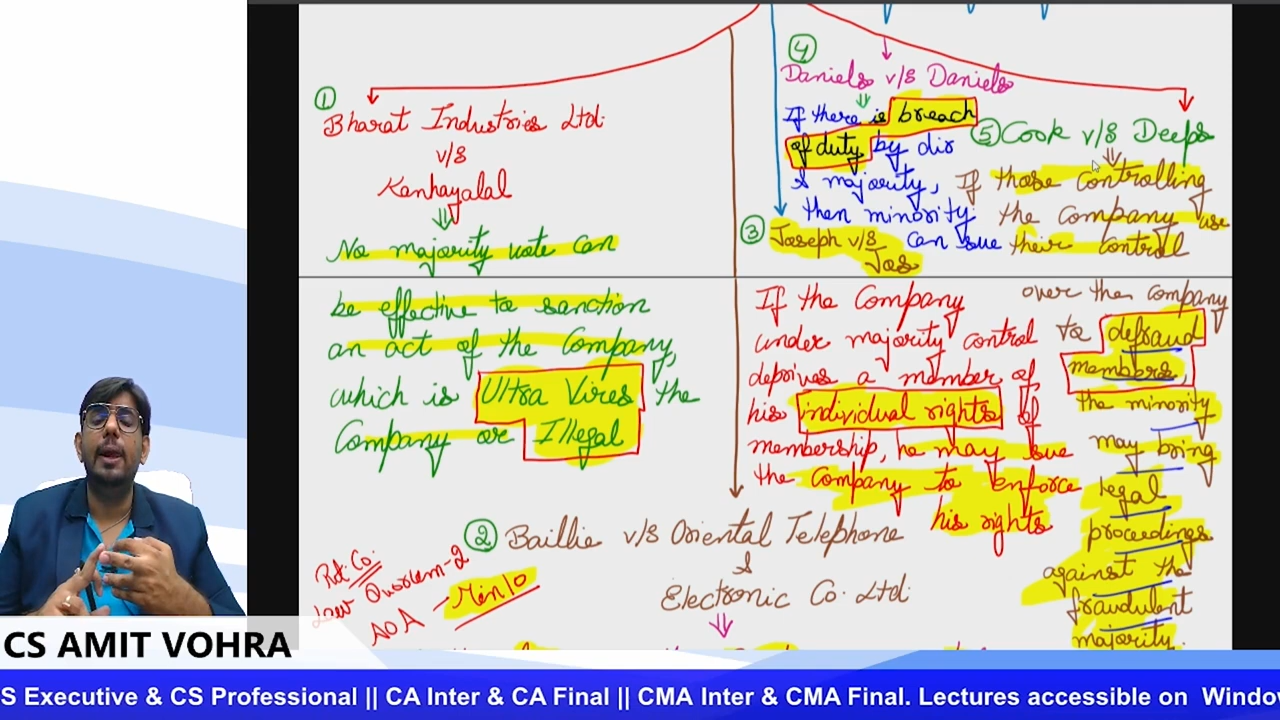 ①
Bharat Industries Ltd.
v/s
Kanhayalal
No majority vote can
be effective to sanction
an act of the Company,
which is Ultra Vires the
Company or Illegal
④
Daniels v/s Daniels
If there is breach
of duty by dir
& majority,
then minority
can sue
⑤ Cook v/s Deeps
If those controlling
the company use
their control
over the company
to defraud
members,
the minority
may bring
legal
proceedings
against the
fraudulent
majority.
③ Joseph v/s
Jos
If the Company
under majority control
deprives a member of
his individual rights of
membership, he may sue
the Company to enforce
his rights
② Baillie v/s Oriental Telephone
&
Electronic Co. Ltd.
Pvt. Co.
Law Quorum-2
AOA - Min 10
CS AMIT VOHRA
S Executive & CS Professional || CA Inter & CA Final || CMA Inter & CMA Final. Lectures accessible on Windo